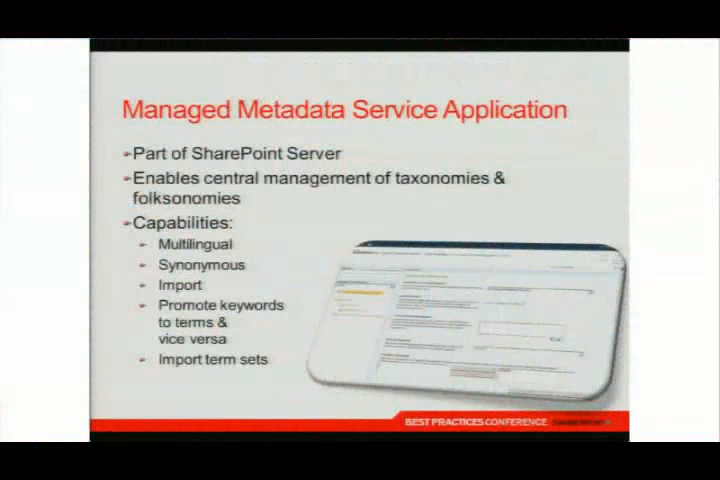 Managed Metadata Service Application
Part of SharePoint Server
Enables central management of taxonomies &
folksonomies
Capabilities:
Multilingual
Synonymous
Import
Promote keywords
to terms &
vice versa
Import term sets
BEST PRACTICES CONFERENCE